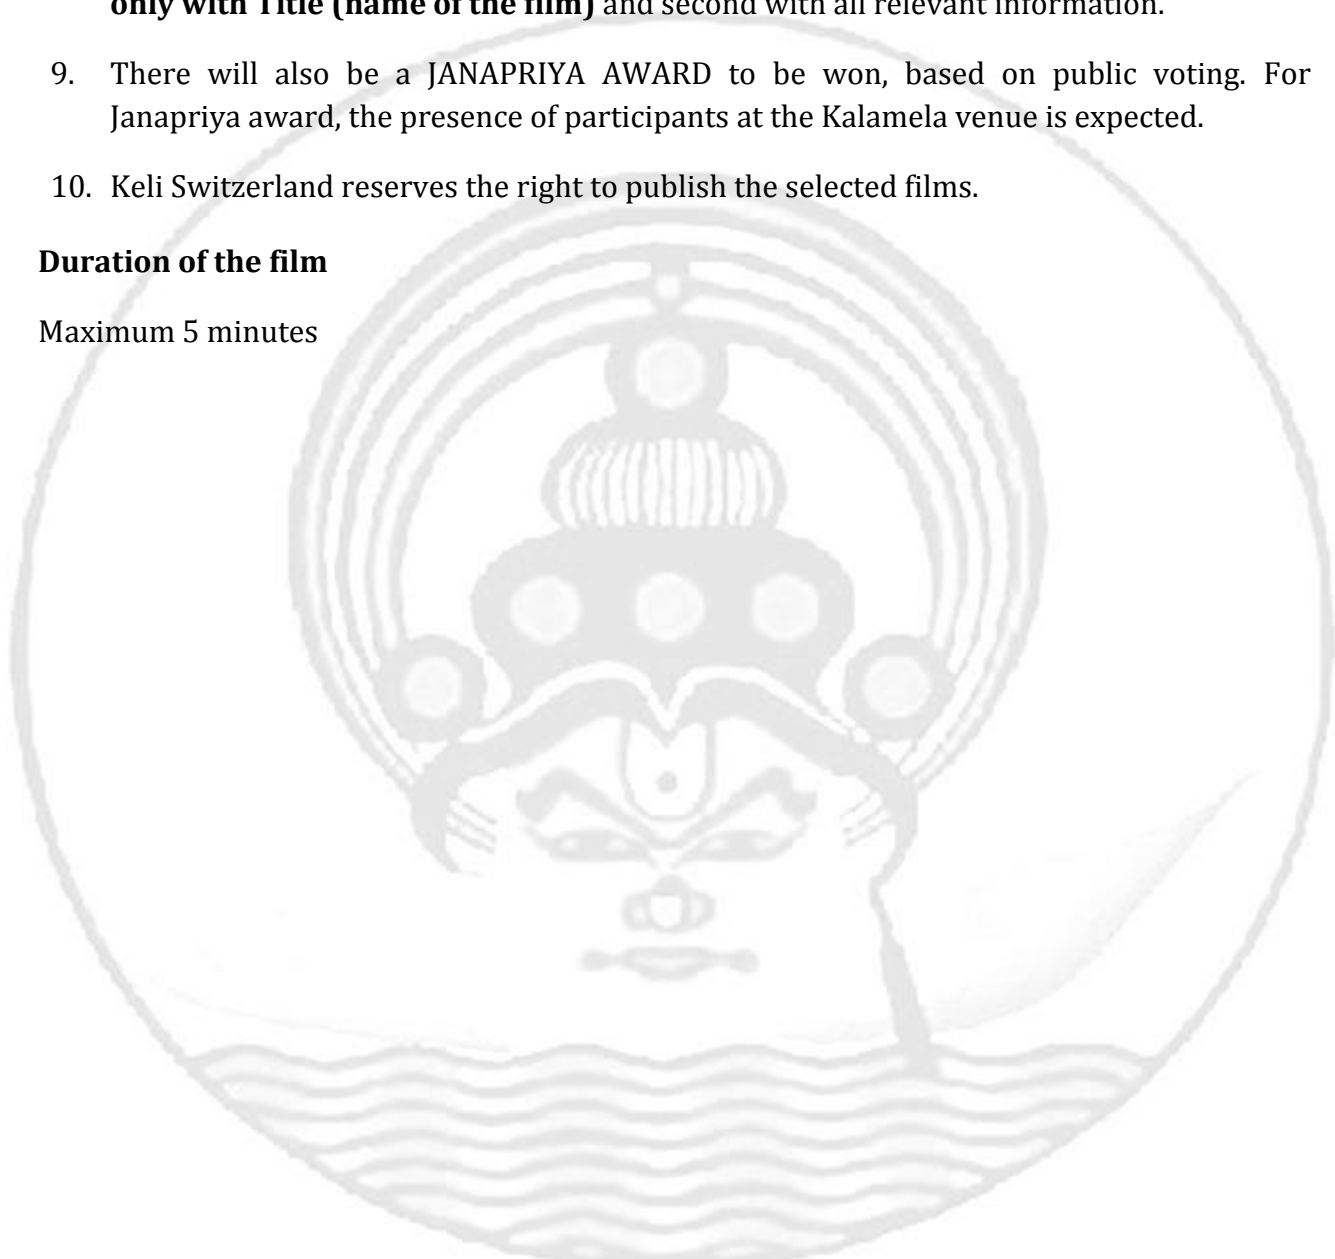 only with Title (name of the film) and second with all relevant information.
9. There will also be a JANAPRIYA AWARD to be won, based on public voting. For
Janapriya award, the presence of participants at the Kalamela venue is expected.
10. Keli Switzerland reserves the right to publish the selected films.
Duration of the film
Maximum 5 minutes